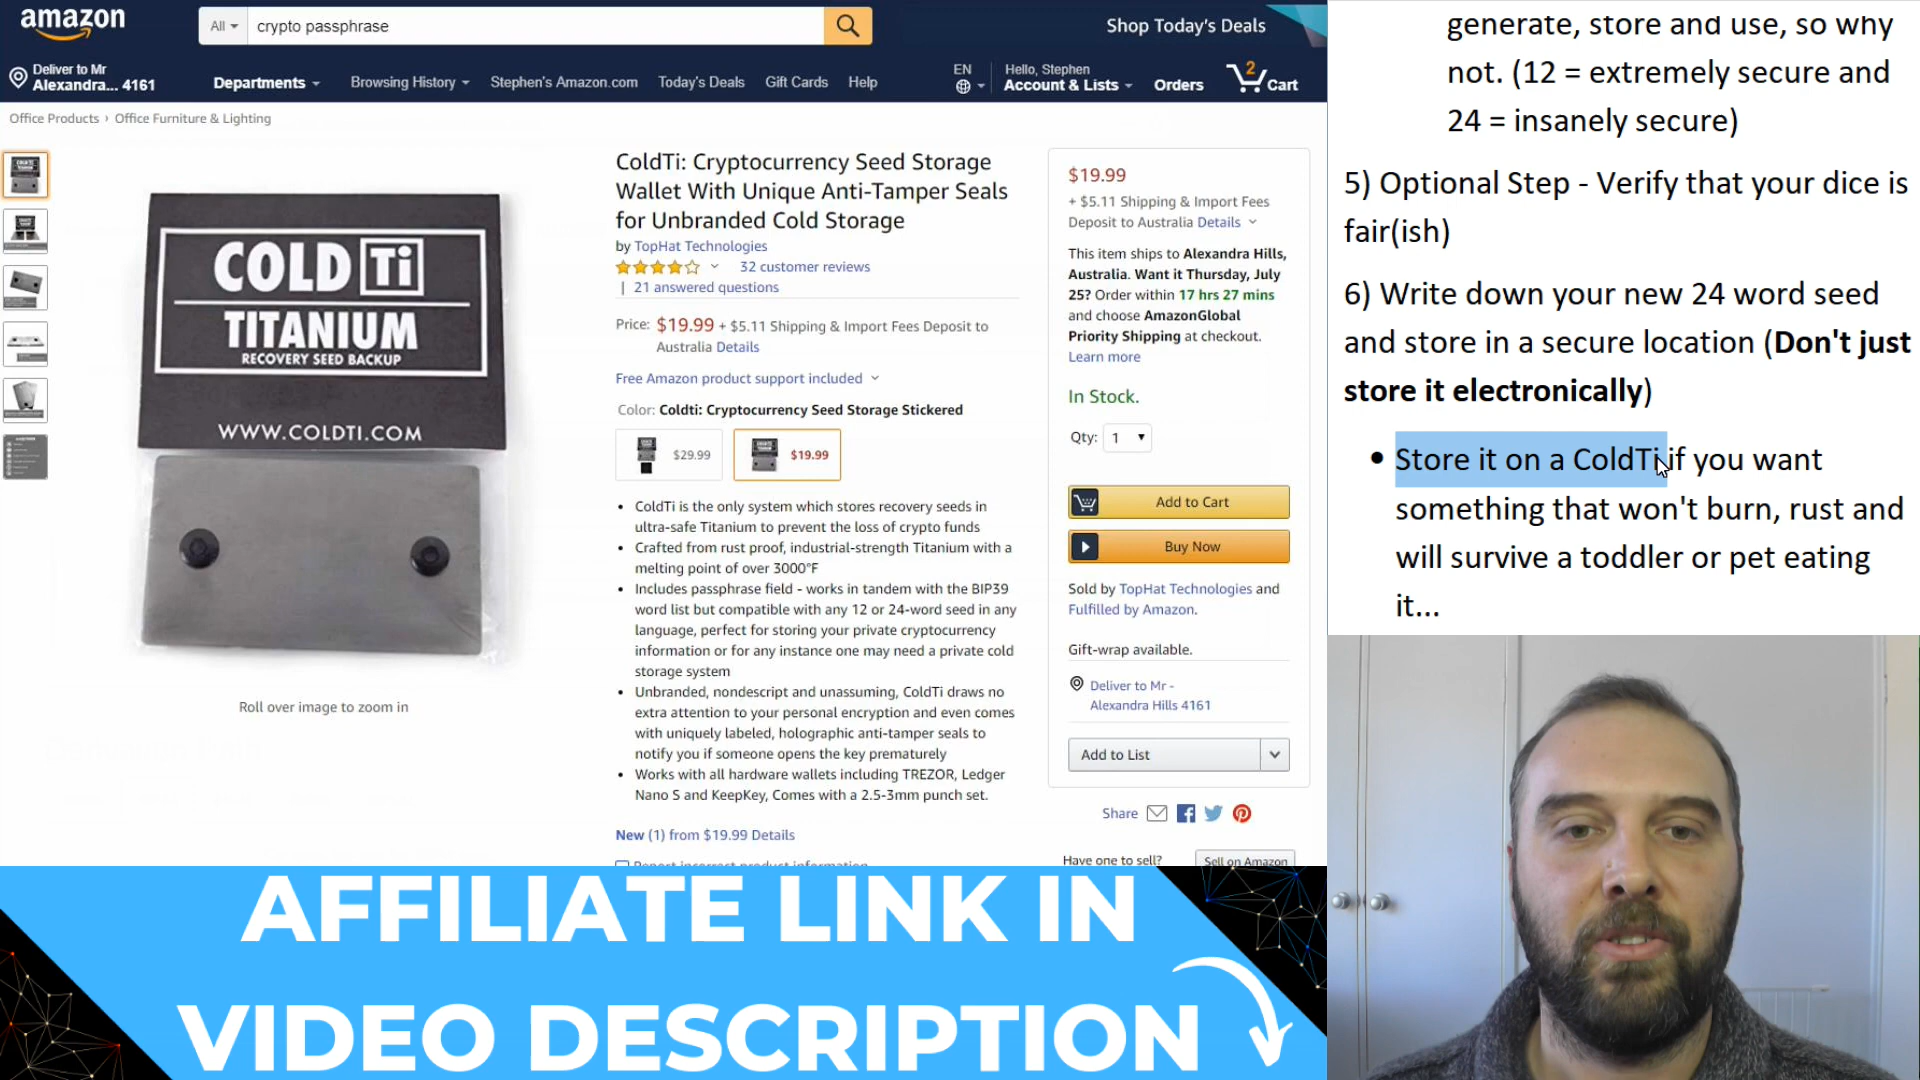 amazon
All
crypto passphrase
Shop Today's Deals
Deliver to Mr
Alexandra... 4161
Departments
Browsing History
Stephen's Amazon.com
Today's Deals
Gift Cards
Help
EN
Hello, Stephen
Account & Lists
Orders
2
Cart
Office Products › Office Furniture & Lighting
COLD Ti
TITANIUM
RECOVERY SEED BACKUP
WWW.COLDTI.COM
Roll over image to zoom in
ColdTi: Cryptocurrency Seed Storage
Wallet With Unique Anti-Tamper Seals
for Unbranded Cold Storage
by TopHat Technologies
32 customer reviews
| 21 answered questions
Price: $19.99 + $5.11 Shipping & Import Fees Deposit to
Australia Details
Free Amazon product support included
Color: Coldti: Cryptocurrency Seed Storage Stickered
$29.99
$19.99
• ColdTi is the only system which stores recovery seeds in
ultra-safe Titanium to prevent the loss of crypto funds
• Crafted from rust proof, industrial-strength Titanium with a
melting point of over 3000°F
• Includes passphrase field - works in tandem with the BIP39
word list but compatible with any 12 or 24-word seed in any
language, perfect for storing your private cryptocurrency
information or for any instance one may need a private cold
storage system
• Unbranded, nondescript and unassuming, ColdTi draws no
extra attention to your personal encryption and even comes
with uniquely labeled, holographic anti-tamper seals to
notify you if someone opens the key prematurely
• Works with all hardware wallets including TREZOR, Ledger
Nano S and KeepKey, Comes with a 2.5-3mm punch set.
New (1) from $19.99 Details
Report incorrect product information
$19.99
+ $5.11 Shipping & Import Fees
Deposit to Australia Details
This item ships to Alexandra Hills,
Australia. Want it Thursday, July
25? Order within 17 hrs 27 mins
and choose AmazonGlobal
Priority Shipping at checkout.
Learn more
In Stock.
Qty: 1
Add to Cart
Buy Now
Sold by TopHat Technologies and
Fulfilled by Amazon.
Gift-wrap available.
Deliver to Mr -
Alexandra Hills 4161
Add to List
Share
Have one to sell?
Sell on Amazon
generate, store and use, so why
not. (12 = extremely secure and
24 = insanely secure)
5) Optional Step - Verify that your dice is
fair(ish)
6) Write down your new 24 word seed
and store in a secure location (Don't just
store it electronically)
• Store it on a ColdTi if you want
something that won't burn, rust and
will survive a toddler or pet eating
it...
AFFILIATE LINK IN
VIDEO DESCRIPTION